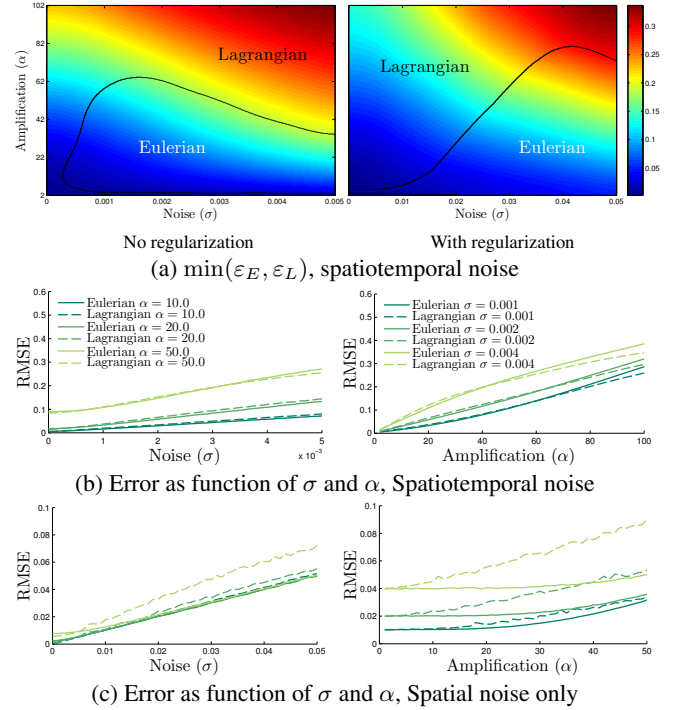 Amplification (α)
102
82
62
42
22
2
Lagrangian
Eulerian
0 0.001 0.002 0.003 0.004 0.005
Noise (σ)
Lagrangian
Eulerian
0 0.01 0.02 0.03 0.04 0.05
Noise (σ)
0.3
0.25
0.2
0.15
0.1
0.05
No regularization
With regularization
(a) min(ε_E, ε_L), spatiotemporal noise
RMSE
0.6
0.5
0.4
0.3
0.2
0.1
0
Eulerian α = 10.0
Lagrangian α = 10.0
Eulerian α = 20.0
Lagrangian α = 20.0
Eulerian α = 50.0
Lagrangian α = 50.0
0 1 2 3 4 5
x 10⁻³
Noise (σ)
RMSE
0.6
0.5
0.4
0.3
0.2
0.1
0
Eulerian σ = 0.001
Lagrangian σ = 0.001
Eulerian σ = 0.002
Lagrangian σ = 0.002
Eulerian σ = 0.004
Lagrangian σ = 0.004
0 20 40 60 80 100
Amplification (α)
(b) Error as function of σ and α, Spatiotemporal noise
RMSE
0.1
0.08
0.06
0.04
0.02
0
0 0.01 0.02 0.03 0.04 0.05
Noise (σ)
RMSE
0.1
0.08
0.06
0.04
0.02
0
0 10 20 30 40 50
Amplification (α)
(c) Error as function of σ and α, Spatial noise only